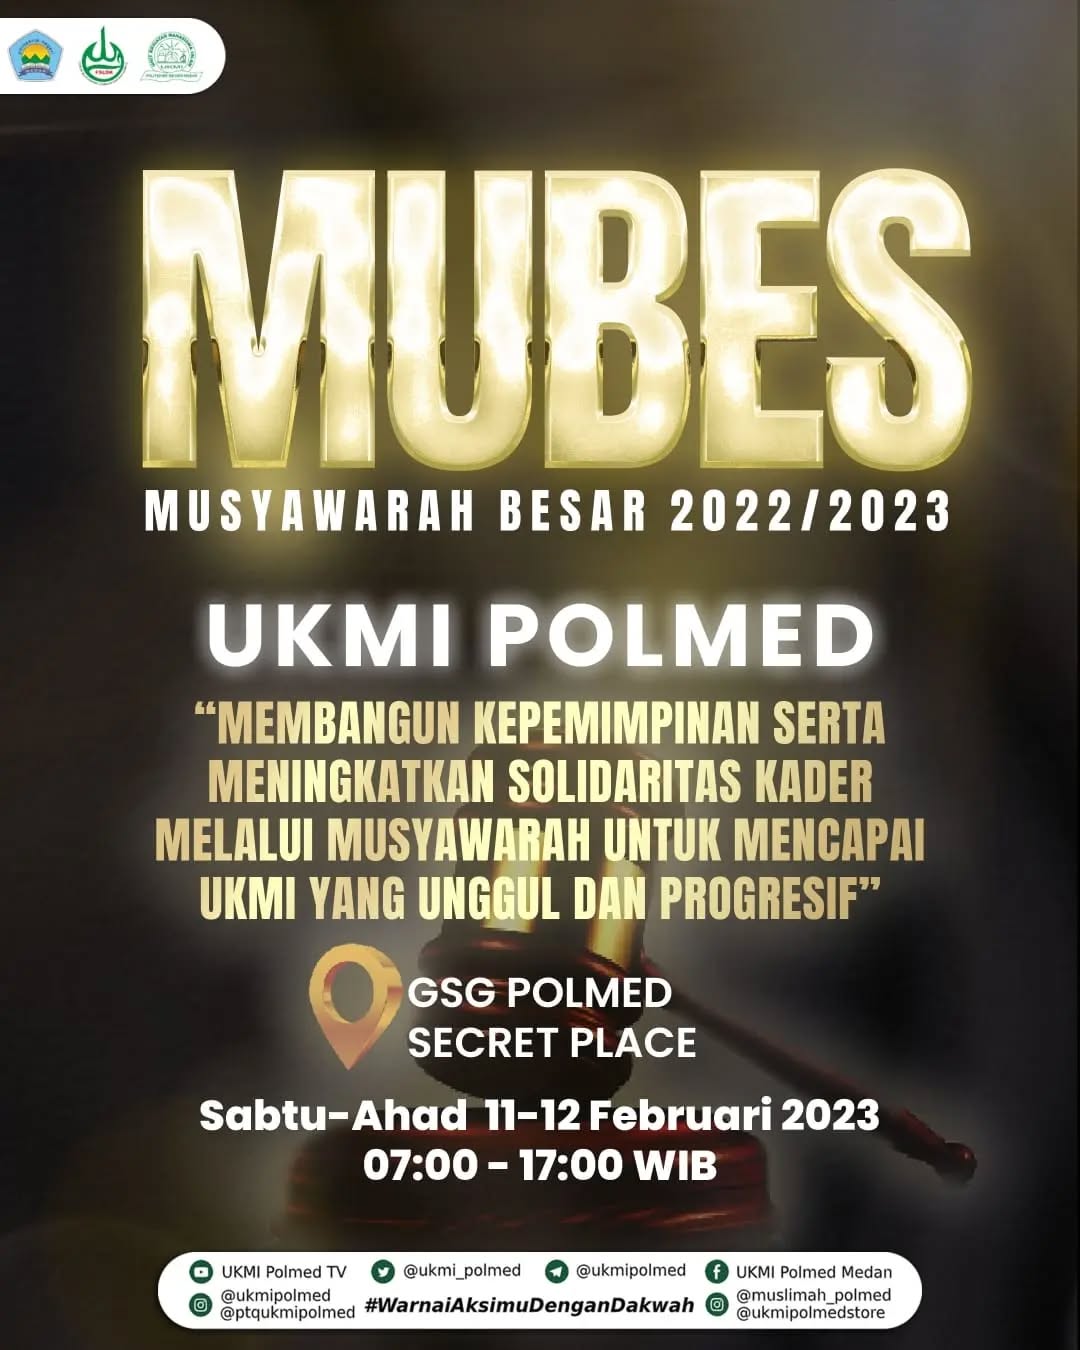 MUBES
MUSYAWARAH BESAR 2022/2023
UKMI POLMED
“MEMBANGUN KEPEMIMPINAN SERTA
MENINGKATKAN SOLIDARITAS KADER
MELALUI MUSYAWARAH UNTUK MENCAPAI
UKMI YANG UNGGUL DAN PROGRESIF”
GSG POLMED
SECRET PLACE
Sabtu-Ahad 11-12 Februari 2023
07:00 - 17:00 WIB
UKMI Polmed TV @ukmi_polmed @ukmipolmed UKMI Polmed Medan
@ukmipolmed
@ptqukmipolmed
#WarnaiAksimuDenganDakwah
@muslimah_polmed
@ukmipolmedstore